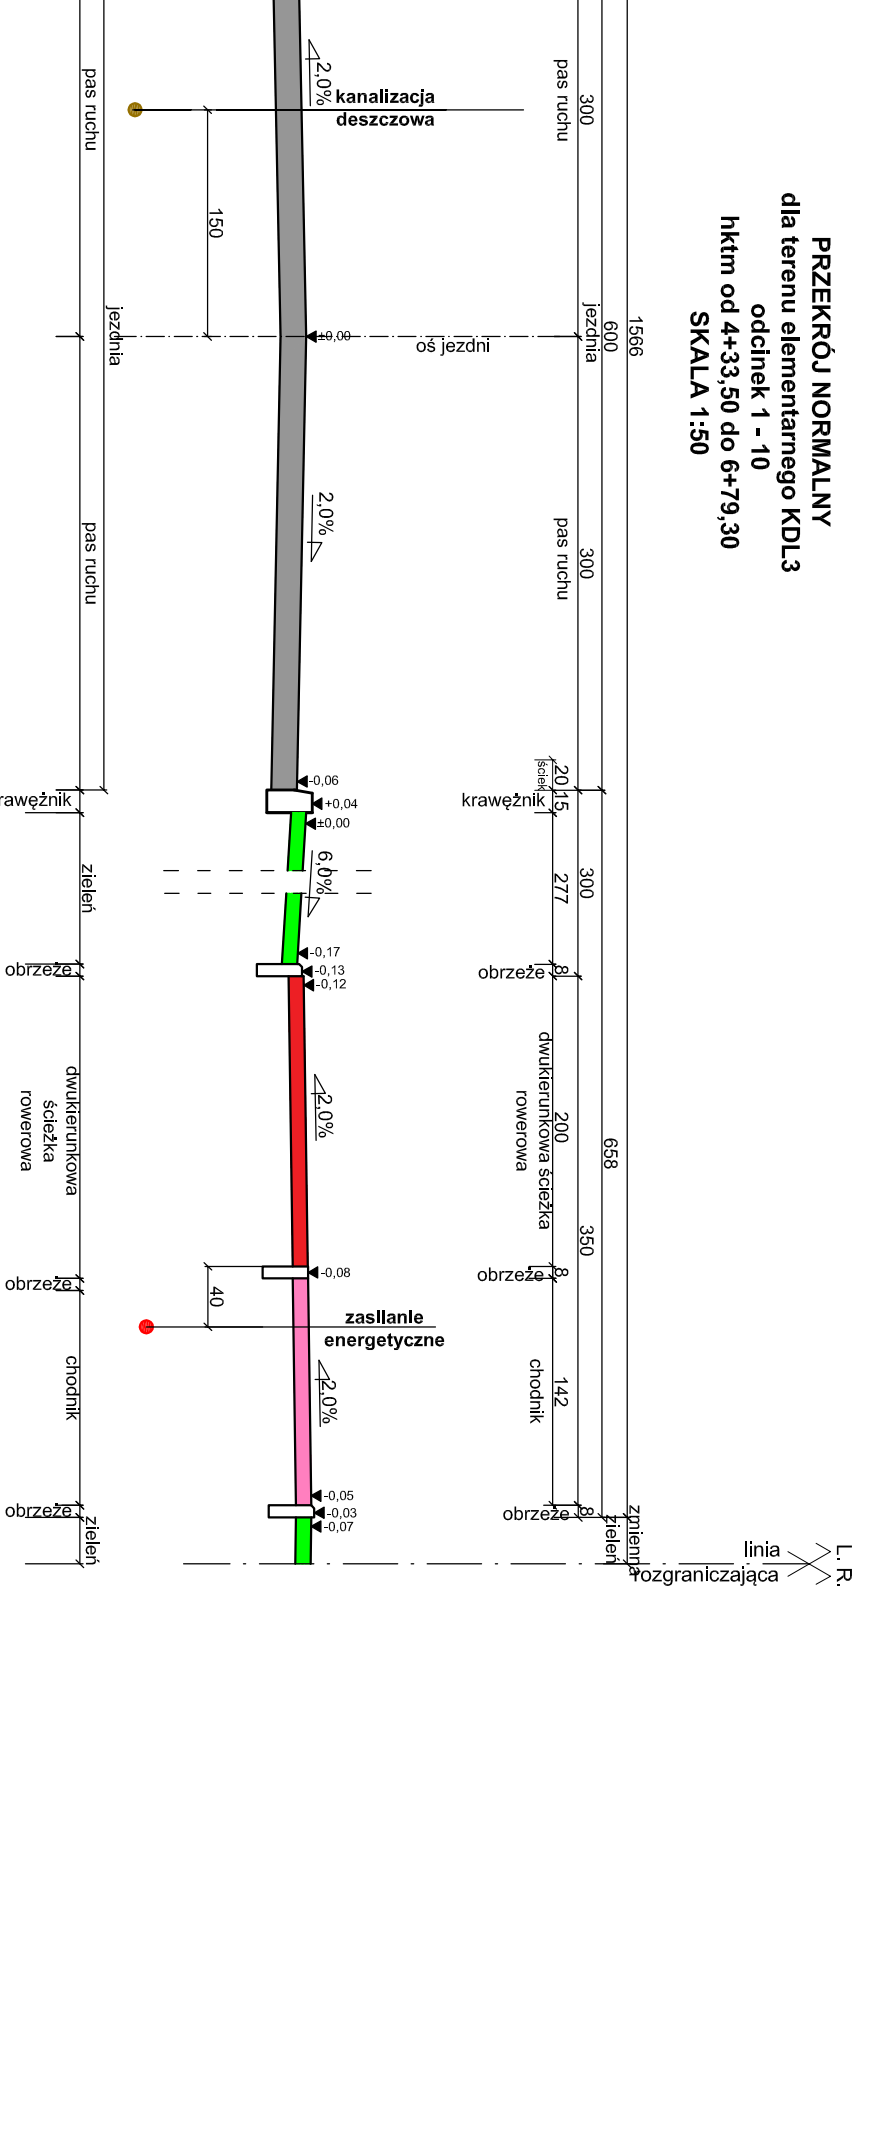 PRZEKRÓJ NORMALNY
dla terenu elementarnego KDL3
odcinek 1 - 10
hktm od 4+33,50 do 6+79,30
SKALA 1:50
1566
600
jezdnia
300
pas ruchu
300
pas ruchu
20
ściek
15
krawężnik
300
277
8
obrzeże
658
200
dwukierunkowa ścieżka
rowerowa
350
8
obrzeże
142
chodnik
8
obrzeże
zmienna
zieleń
linia
rozgraniczająca
L. R.
kanalizacja
deszczowa
2,0%
150
±0,00
oś jezdni
2,0%
-0,06
+0,04
±0,00
6,0%
-0,17
-0,13
-0,12
2,0%
-0,08
40
zasilanie
energetyczne
2,0%
-0,05
-0,03
-0,07
pas ruchu
jezdnia
pas ruchu
rawężnik
zieleń
obrzeże
dwukierunkowa
ścieżka
rowerowa
obrzeże
chodnik
obrzeże
zieleń